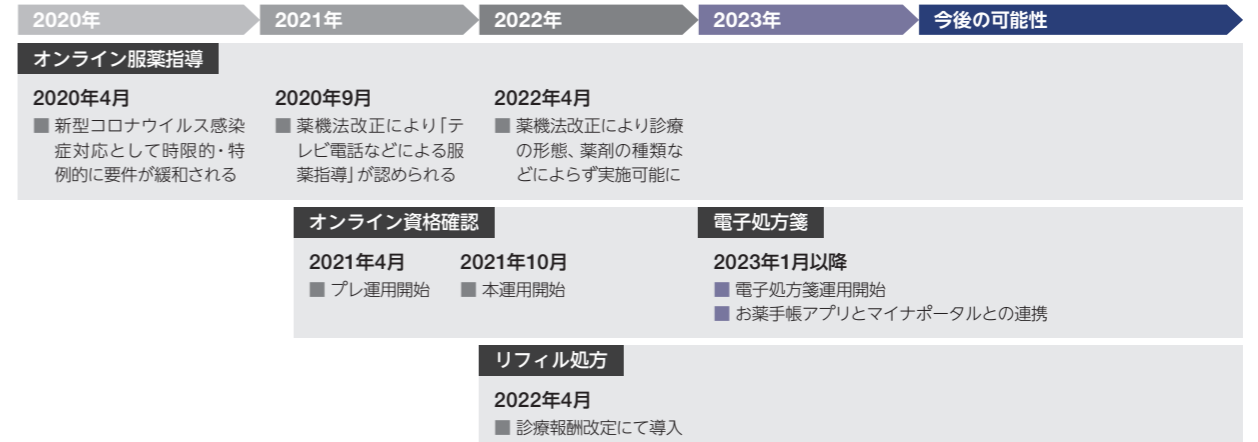 2020年
2021年
2022年
2023年
今後の可能性
オンライン服薬指導
2020年4月
■ 新型コロナウイルス感染
症対応として時限的・特
例的に要件が緩和される
2020年9月
■ 薬機法改正により「テ
レビ電話などによる服
薬指導」が認められる
2022年4月
■ 薬機法改正により診療
の形態、薬剤の種類な
どによらず実施可能に
オンライン資格確認
2021年4月
■ プレ運用開始
2021年10月
■ 本運用開始
電子処方箋
2023年1月以降
■ 電子処方箋運用開始
■ お薬手帳アプリとマイナポータルとの連携
リフィル処方
2022年4月
■ 診療報酬改定にて導入